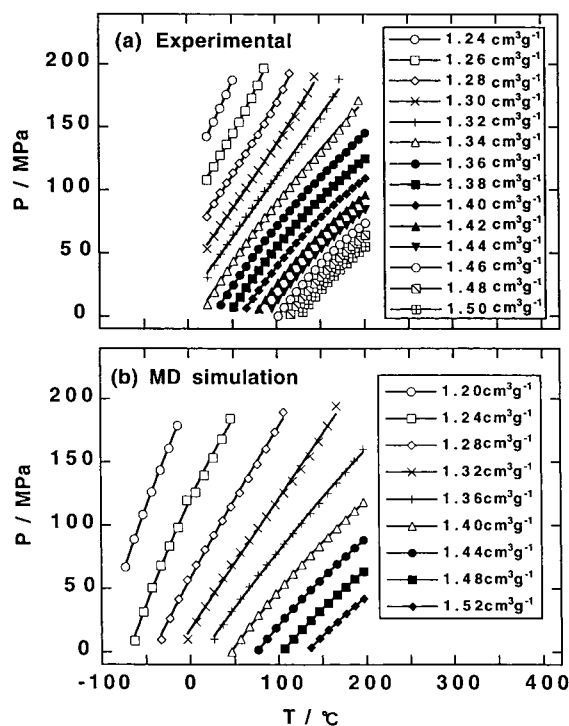 (a) Experimental
1.24 cm³g⁻¹
1.26 cm³g⁻¹
1.28 cm³g⁻¹
1.30 cm³g⁻¹
1.32 cm³g⁻¹
1.34 cm³g⁻¹
1.36 cm³g⁻¹
1.38 cm³g⁻¹
1.40 cm³g⁻¹
1.42 cm³g⁻¹
1.44 cm³g⁻¹
1.46 cm³g⁻¹
1.48 cm³g⁻¹
1.50 cm³g⁻¹
200
150
100
50
0
P / MPa
(b) MD simulation
1.20cm³g⁻¹
1.24cm³g⁻¹
1.28cm³g⁻¹
1.32cm³g⁻¹
1.36cm³g⁻¹
1.40cm³g⁻¹
1.44cm³g⁻¹
1.48cm³g⁻¹
1.52cm³g⁻¹
200
150
100
50
0
P / MPa
-100 0 100 200 300 400
T / ℃